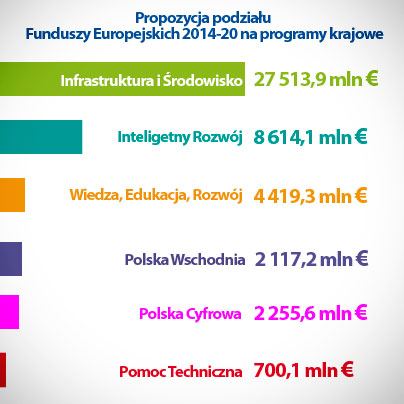 Propozycja podziału
Funduszy Europejskich 2014-20 na programy krajowe
Infrastruktura i Środowisko 27 513,9 mln €
Inteligetny Rozwój 8 614,1 mln €
Wiedza, Edukacja, Rozwój 4 419,3 mln €
Polska Wschodnia 2 117,2 mln €
Polska Cyfrowa 2 255,6 mln €
Pomoc Techniczna 700,1 mln €